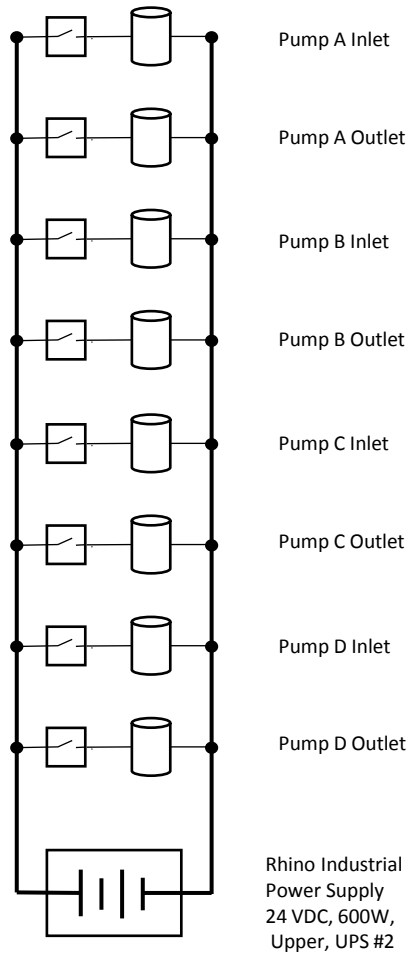 Pump A Inlet
Pump A Outlet
Pump B Inlet
Pump B Outlet
Pump C Inlet
Pump C Outlet
Pump D Inlet
Pump D Outlet
Rhino Industrial
Power Supply
24 VDC, 600W,
Upper, UPS #2